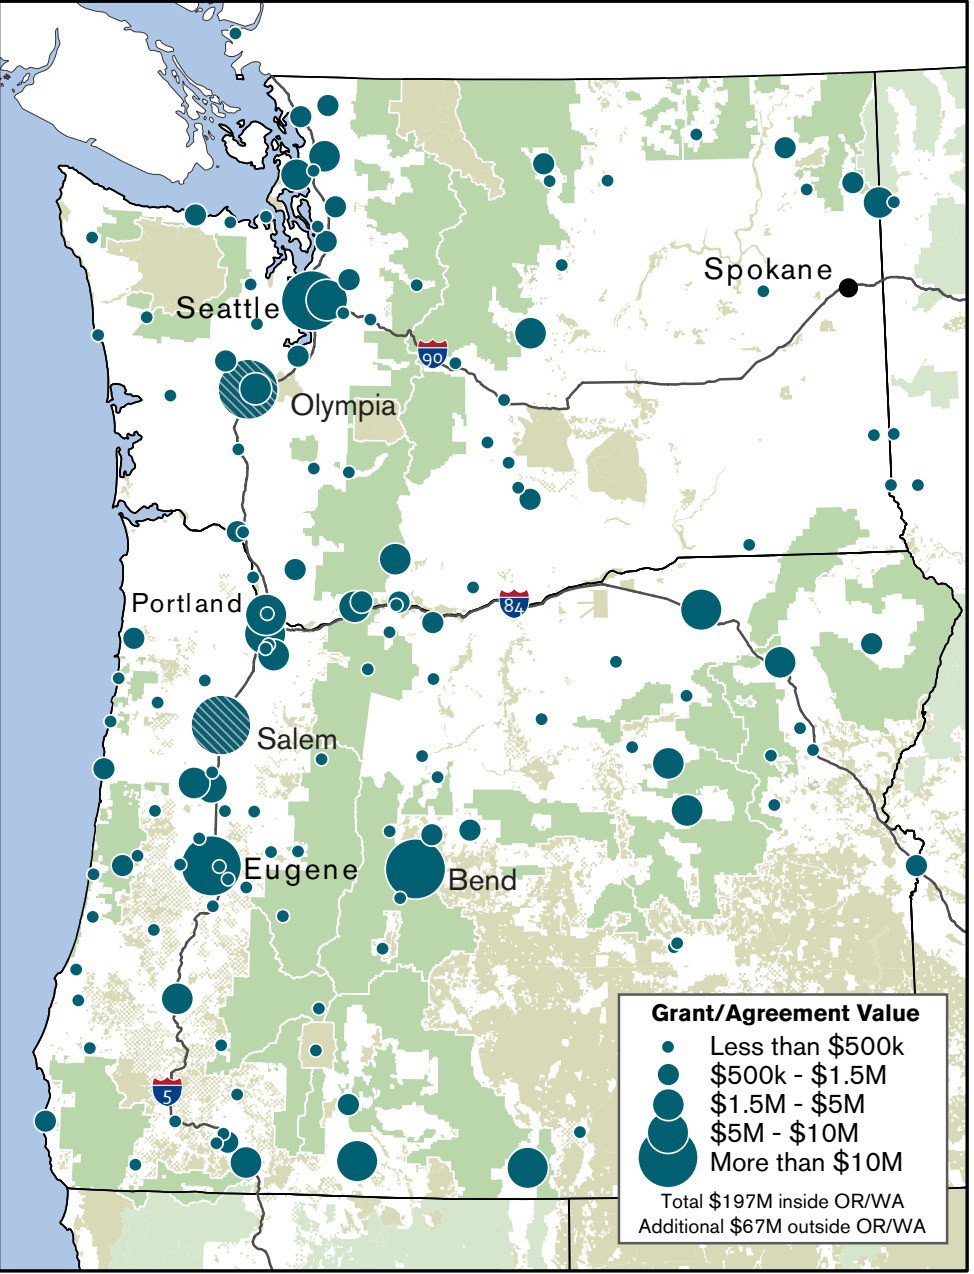 Spokane
Seattle
90
Olympia
Portland
84
Salem
Eugene
Bend
5
Grant/Agreement Value
Less than $500k
$500k - $1.5M
$1.5M - $5M
$5M - $10M
More than $10M
Total $197M inside OR/WA
Additional $67M outside OR/WA